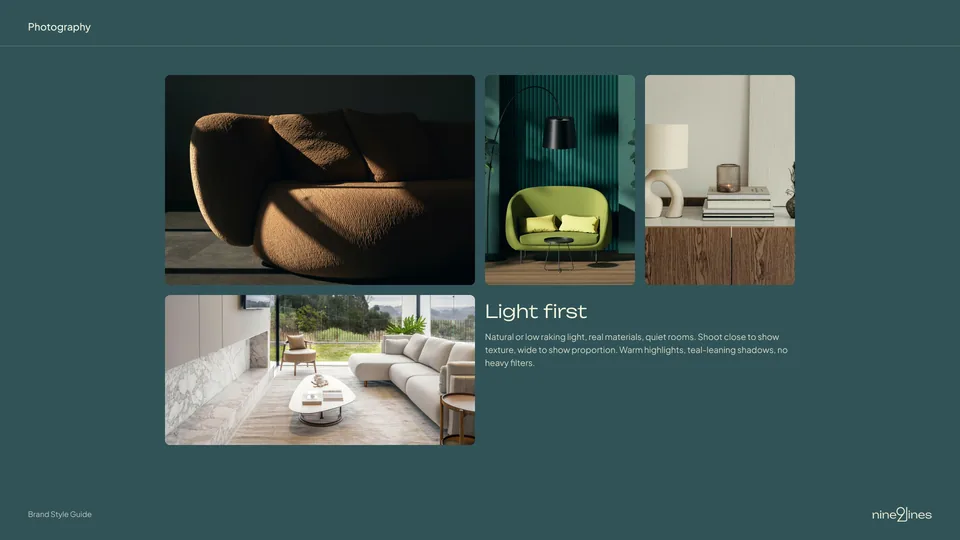 Photography
Light first
Natural or low raking light, real materials, quiet rooms. Shoot close to show
texture, wide to show proportion. Warm highlights, teal-leaning shadows, no
heavy filters.
Brand Style Guide
nine9lines